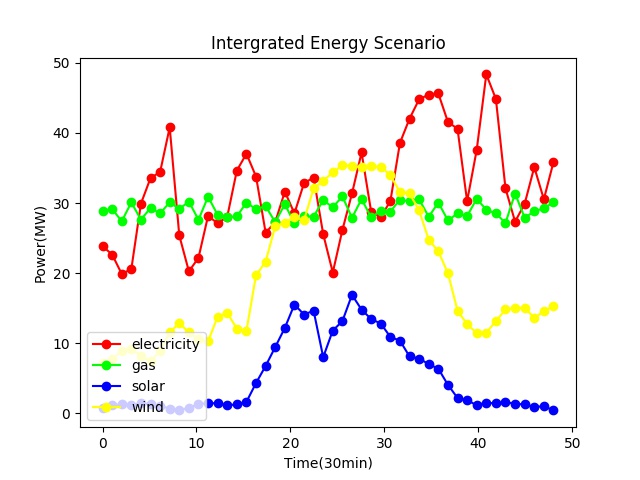 Intergrated Energy Scenario
Power(MW)
50
40
30
20
10
0
electricity
gas
solar
wind
0 10 20 30 40 50
Time(30min)